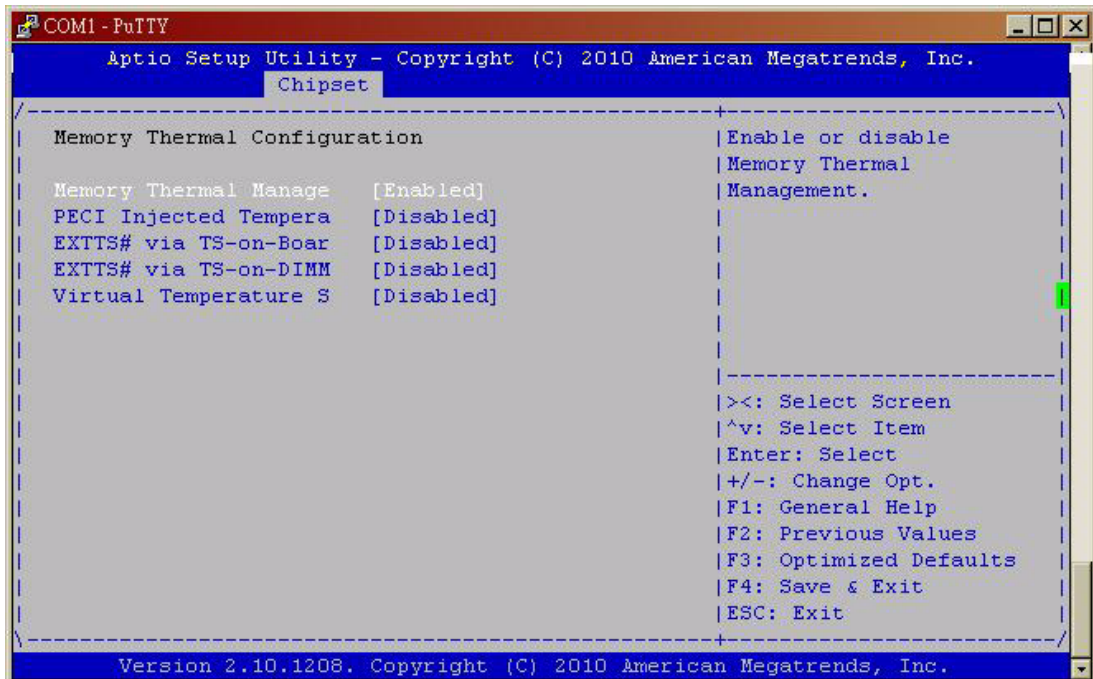 COM1 - PuTTY
Aptio Setup Utility - Copyright (C) 2010 American Megatrends, Inc.
Chipset
Memory Thermal Configuration
Memory Thermal Manage [Enabled]
PECI Injected Tempera [Disabled]
EXTTS# via TS-on-Boar [Disabled]
EXTTS# via TS-on-DIMM [Disabled]
Virtual Temperature S [Disabled]
Enable or disable
Memory Thermal
Management.
><: Select Screen
^v: Select Item
Enter: Select
+/-: Change Opt.
F1: General Help
F2: Previous Values
F3: Optimized Defaults
F4: Save & Exit
ESC: Exit
Version 2.10.1208. Copyright (C) 2010 American Megatrends, Inc.